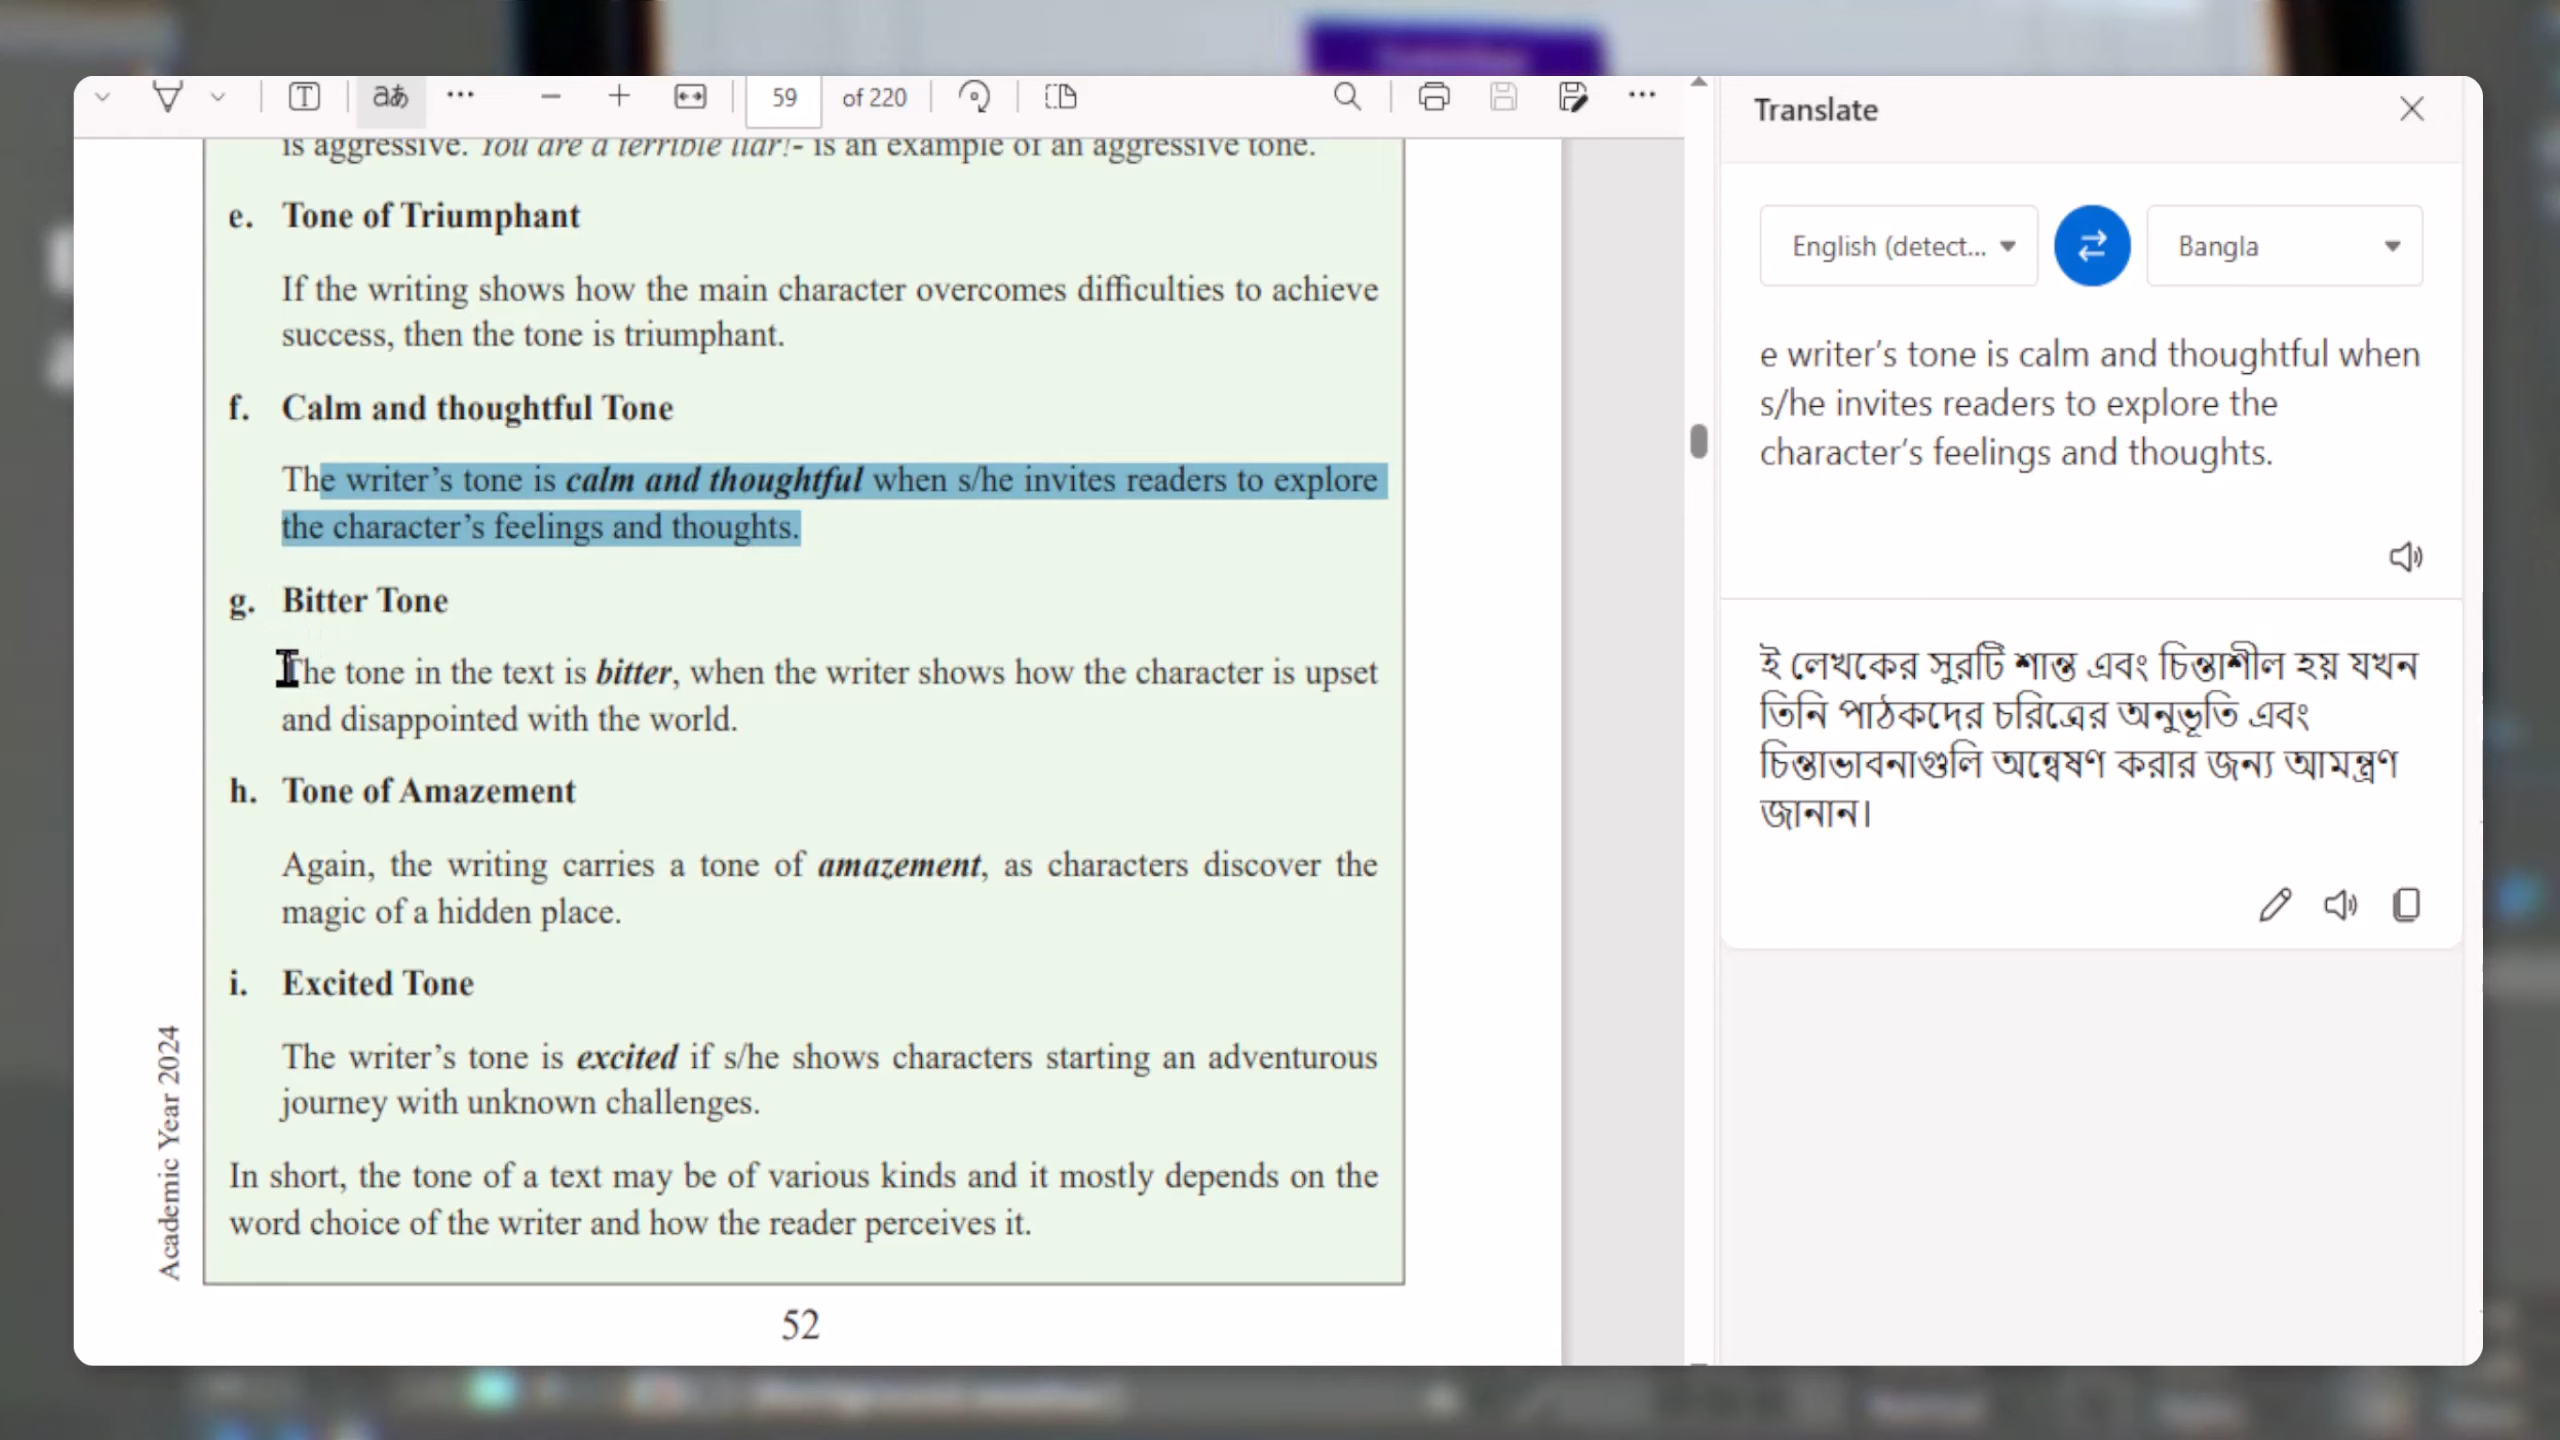 59 of 220
is aggressive. You are a terrible liar!- is an example of an aggressive tone.
e. Tone of Triumphant
If the writing shows how the main character overcomes difficulties to achieve
success, then the tone is triumphant.
f. Calm and thoughtful Tone
The writer's tone is calm and thoughtful when s/he invites readers to explore
the character's feelings and thoughts.
g. Bitter Tone
The tone in the text is bitter, when the writer shows how the character is upset
and disappointed with the world.
h. Tone of Amazement
Again, the writing carries a tone of amazement, as characters discover the
magic of a hidden place.
i. Excited Tone
The writer's tone is excited if s/he shows characters starting an adventurous
journey with unknown challenges.
In short, the tone of a text may be of various kinds and it mostly depends on the
word choice of the writer and how the reader perceives it.
Academic Year 2024
52
Translate
English (detect...
Bangla
e writer's tone is calm and thoughtful when
s/he invites readers to explore the
character's feelings and thoughts.
ই লেখকের সুরটি শান্ত এবং চিন্তাশীল হয় যখন
তিনি পাঠকদের চরিত্রের অনুভূতি এবং
চিন্তাভাবনাগুলি অন্বেষণ করার জন্য আমন্ত্রণ
জানান।